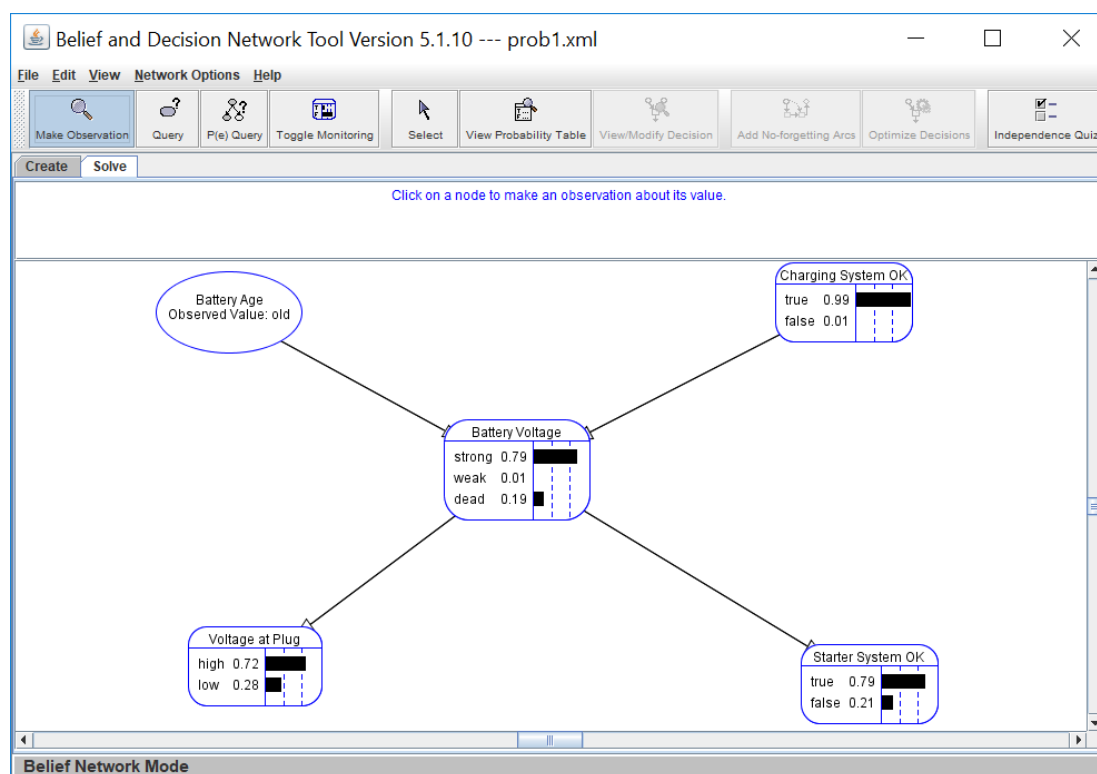 Belief and Decision Network Tool Version 5.1.10 --- prob1.xml
File Edit View Network Options Help
Make Observation Query P(e) Query Toggle Monitoring Select View Probability Table View/Modify Decision Add No-forgetting Arcs Optimize Decisions Independence Quiz
Create Solve
Click on a node to make an observation about its value.
Battery Age
Observed Value: old
Charging System OK
true 0.99
false 0.01
Battery Voltage
strong 0.79
weak 0.01
dead 0.19
Voltage at Plug
high 0.72
low 0.28
Starter System OK
true 0.79
false 0.21
Belief Network Mode